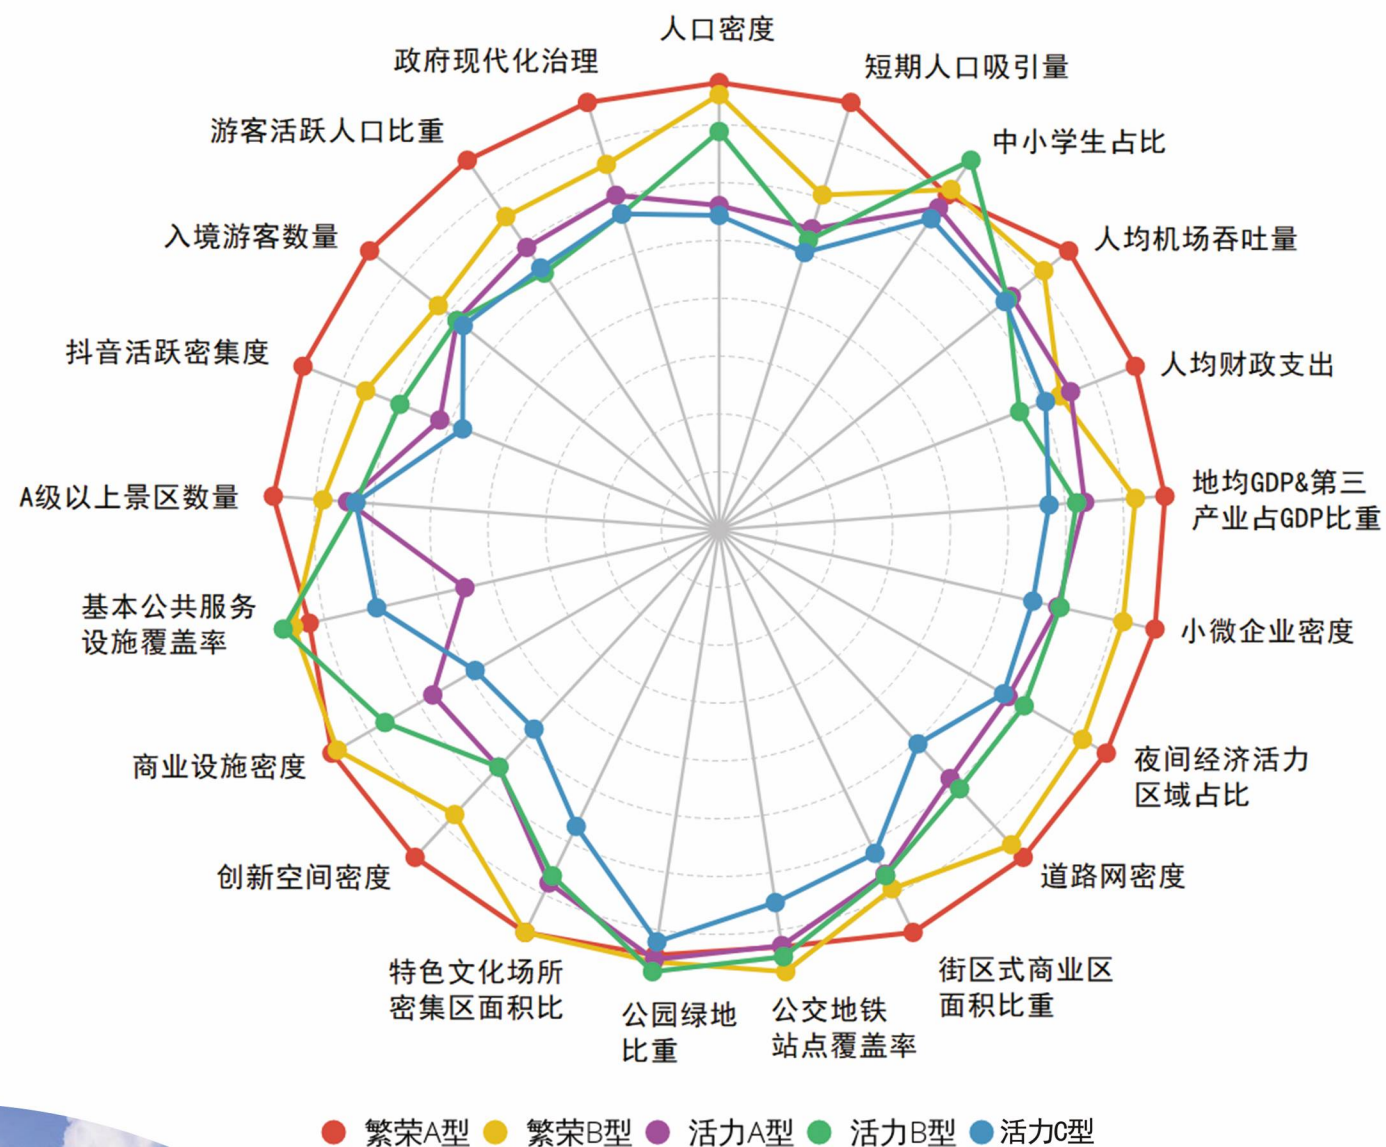 人口密度
政府现代化治理
短期人口吸引量
游客活跃人口比重
中小学生占比
入境游客数量
人均机场吞吐量
抖音活跃密集度
人均财政支出
A级以上景区数量
地均GDP&第三
产业占GDP比重
基本公共服务
设施覆盖率
小微企业密度
商业设施密度
夜间经济活力
区域占比
创新空间密度
道路网密度
特色文化场所
密集区面积比
公园绿地
比重
公交地铁
站点覆盖率
街区式商业区
面积比重
繁荣A型 繁荣B型 活力A型 活力B型 活力C型